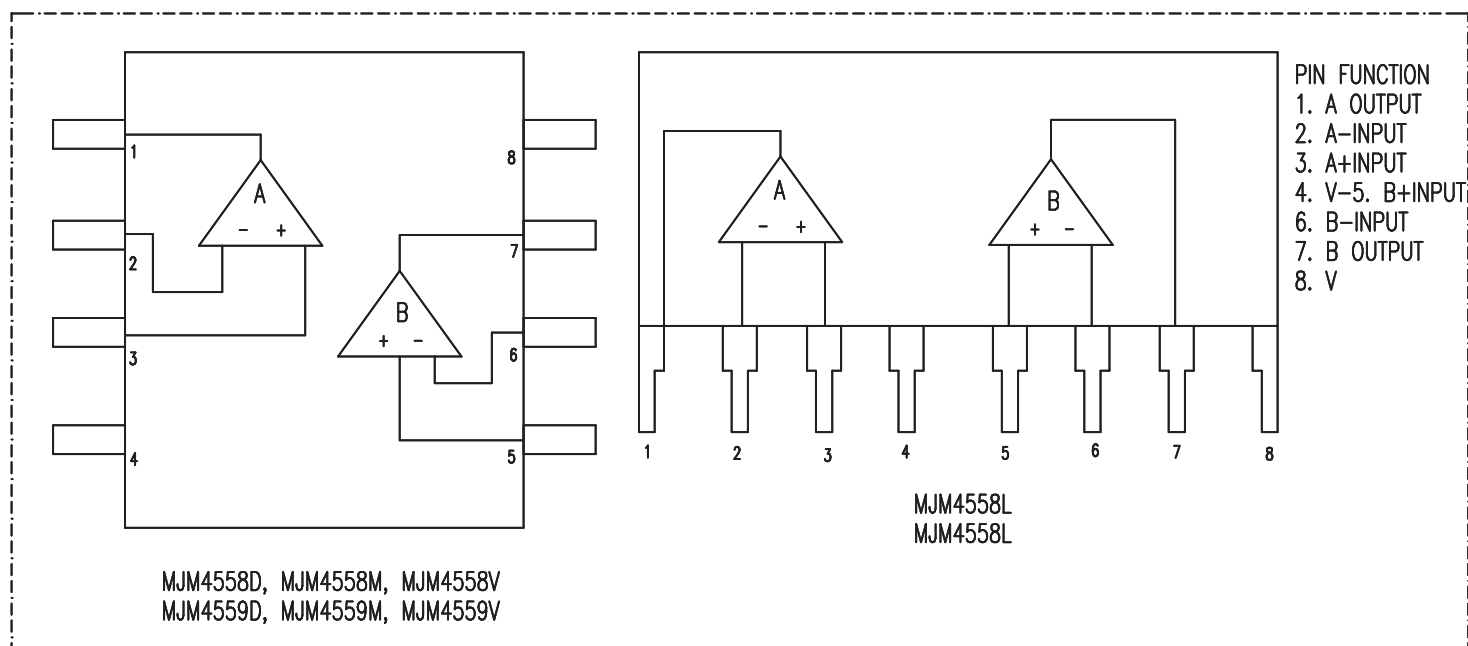 1
2
3
4
8
7
6
5
A
- +
B
+ -
MJM4558D, MJM4558M, MJM4558V
MJM4559D, MJM4559M, MJM4559V
A
- +
B
+ -
1 2 3 4 5 6 7 8
MJM4558L
MJM4558L
PIN FUNCTION
1. A OUTPUT
2. A-INPUT
3. A+INPUT
4. V-5. B+INPUT
6. B-INPUT
7. B OUTPUT
8. V